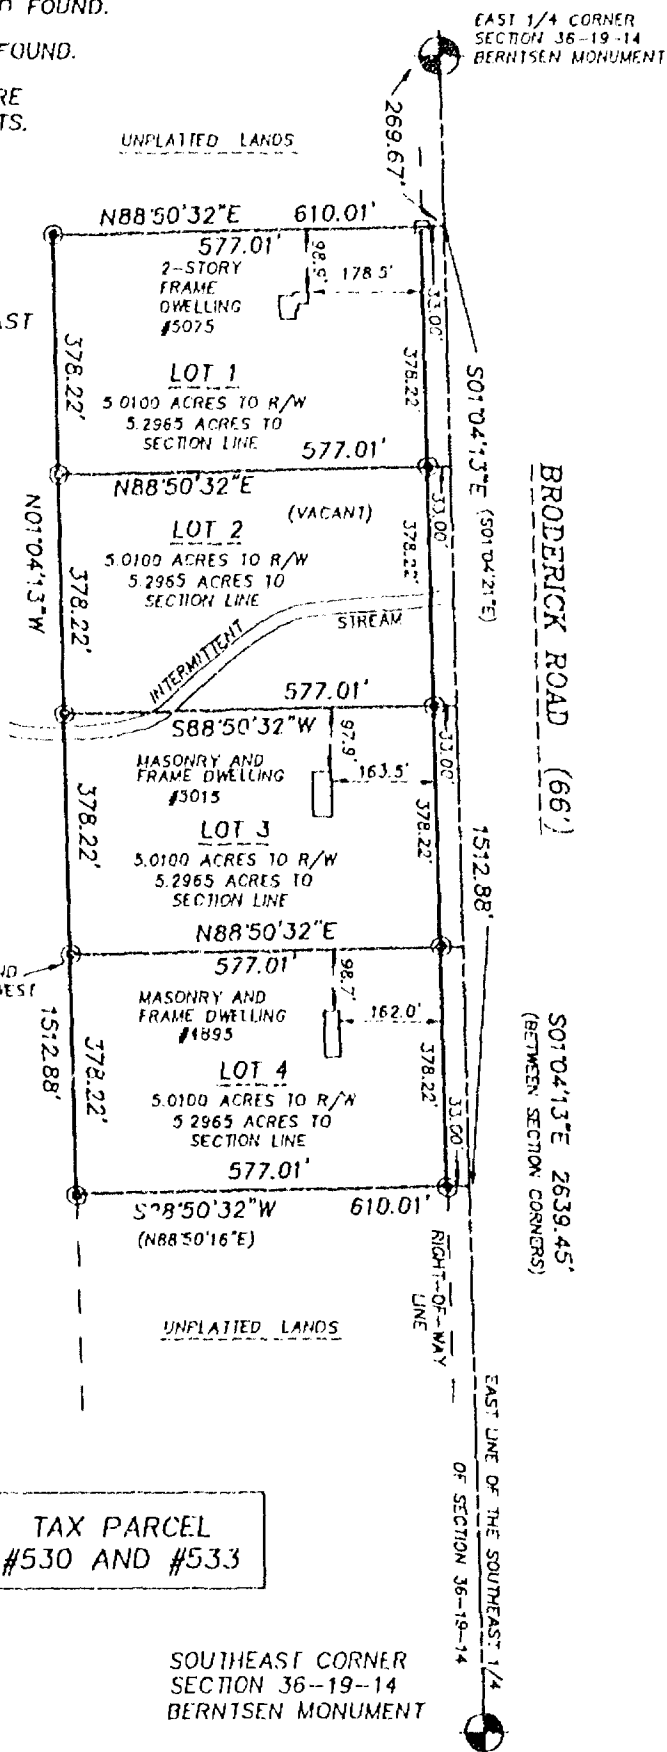 FOUND.
FOUND.
TS.
EAST 1/4 CORNER
SECTION 36-19-14
BERNTSEN MONUMENT
269.67'
UNPLATTED LANDS
N88°50'32"E 610.01'
577.01'
2-STORY
FRAME
DWELLING
#5075
98.9'
178.5'
33.00'
378.22'
378.22'
LOT 1
5.0100 ACRES TO R/W
5.2965 ACRES TO
SECTION LINE
577.01'
N88°50'32"E
S01°04'13"E (S01°04'21"E)
BRODERICK ROAD (66')
(VACANT)
33.00'
LOT 2
5.0100 ACRES TO R/W
5.2965 ACRES TO
SECTION LINE
N01°04'13"W
378.22'
378.22'
INTERMITTENT
STREAM
577.01'
S88°50'32"W
MASONRY AND
FRAME DWELLING
97.9'
163.5'
33.00'
378.22'
378.22'
LOT 3
5.0100 ACRES TO R/W
5.2965 ACRES TO
SECTION LINE
1512.88'
N88°50'32"E
577.01'
MASONRY AND
FRAME DWELLING
98.7'
162.0'
1512.88'
378.22'
378.22'
LOT 4
5.0100 ACRES TO R/W
5.2965 ACRES TO
SECTION LINE
33.00'
S01°04'13"E 2639.45'
(BETWEEN SECTION CORNERS)
577.01'
50'32"W 610.01'
(N88°50'16"E)
RIGHT-OF-WAY
LINE
UNPLATTED LANDS
EAST LINE OF THE SOUTHEAST 1/4
OF SECTION 36-19-14
TAX PARCEL
#530 AND #533
SOUTHEAST CORNER
SECTION 36--19--14
BERNTSEN MONUMENT